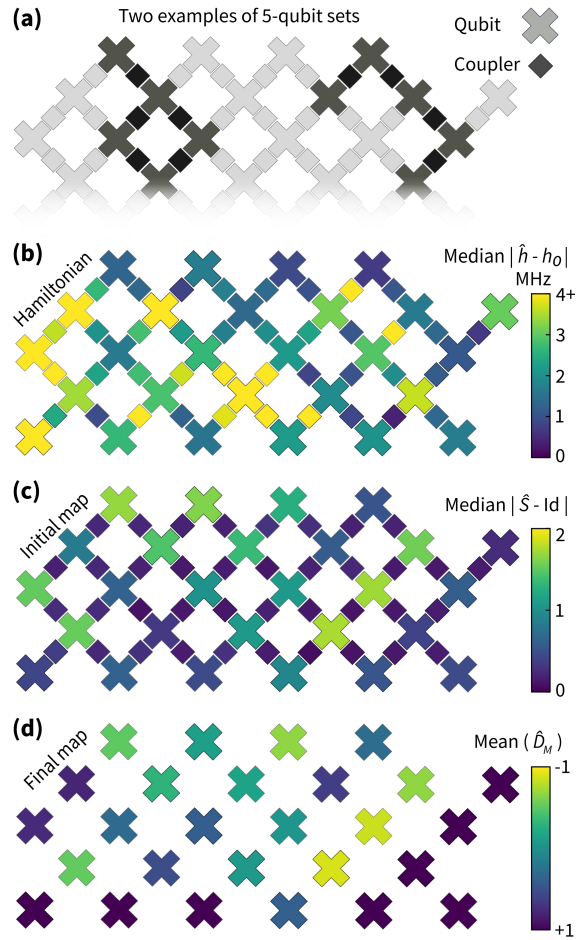 (a)
Two examples of 5-qubit sets
Qubit
Coupler
(b)
Hamiltonian
Median | ĥ - h₀ |
MHz
4+
3
2
1
0
(c)
Initial map
Median | Ŝ - Id |
2
1
0
(d)
Final map
Mean ( D̂_M )
-1
+1